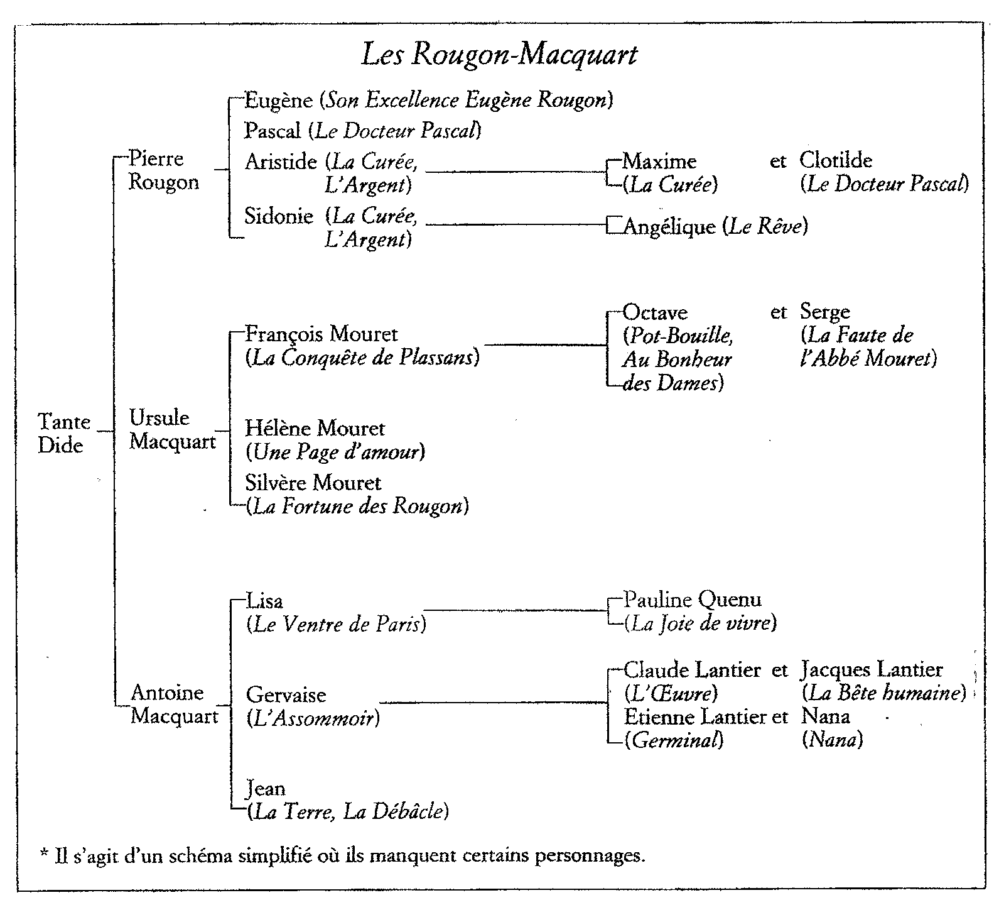 Les Rougon-Macquart
Eugène (Son Excellence Eugène Rougon)
Pascal (Le Docteur Pascal)
Pierre
Rougon
Aristide (La Curée,
L'Argent)
Maxime et Clotilde
(La Curée) (Le Docteur Pascal)
Sidonie (La Curée,
L'Argent)
Angélique (Le Rêve)
François Mouret
(La Conquête de Plassans)
Octave et Serge
(Pot-Bouille, (La Faute de
Au Bonheur l'Abbé Mouret)
des Dames)
Tante
Dide
Ursule
Macquart
Hélène Mouret
(Une Page d'amour)
Silvère Mouret
(La Fortune des Rougon)
Lisa
(Le Ventre de Paris)
Pauline Quenu
(La Joie de vivre)
Antoine
Macquart
Gervaise
(L'Assommoir)
Claude Lantier et Jacques Lantier
(L'Œuvre) (La Bête humaine)
Etienne Lantier et Nana
(Germinal) (Nana)
Jean
(La Terre, La Débâcle)
* Il s'agit d'un schéma simplifié où ils manquent certains personnages.